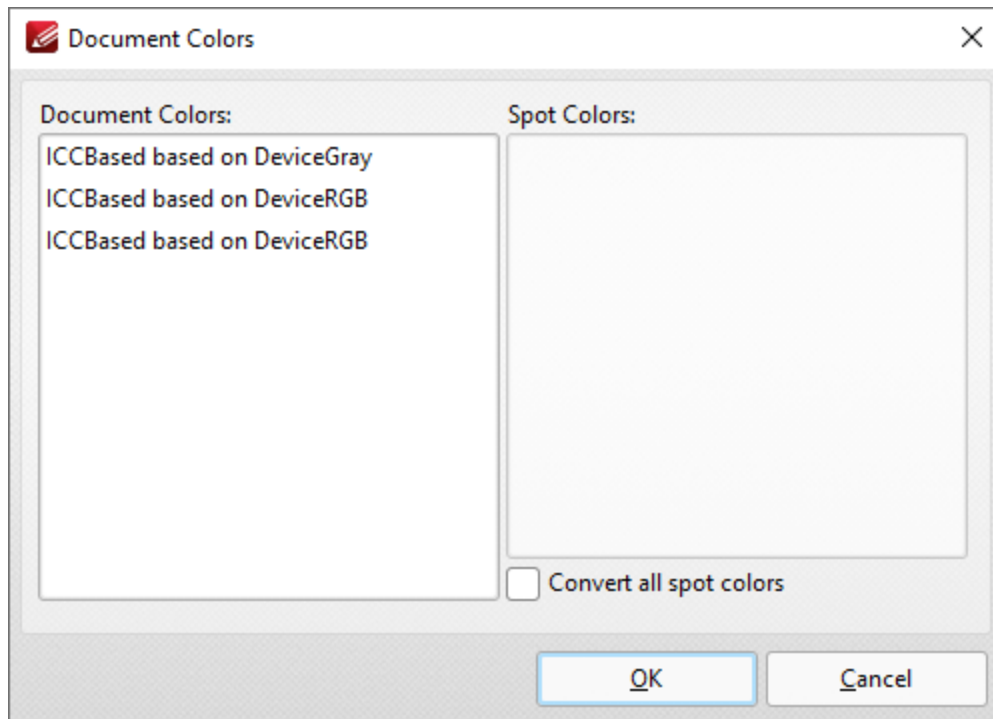 Document Colors
Document Colors:
ICCBased based on DeviceGray
ICCBased based on DeviceRGB
ICCBased based on DeviceRGB
Spot Colors:
Convert all spot colors
OK
Cancel